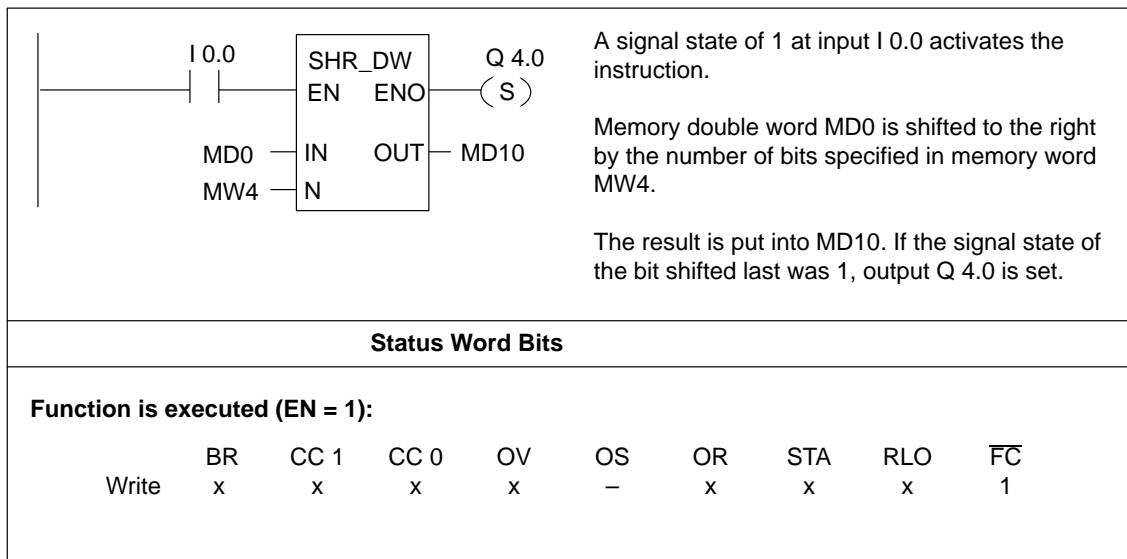 I 0.0
SHR_DW
Q 4.0
EN ENO
S
MD0 IN OUT MD10
MW4 N
A signal state of 1 at input I 0.0 activates the
instruction.
Memory double word MD0 is shifted to the right
by the number of bits specified in memory word
MW4.
The result is put into MD10. If the signal state of
the bit shifted last was 1, output Q 4.0 is set.
Status Word Bits
Function is executed (EN = 1):
BR CC 1 CC 0 OV OS OR STA RLO F̅C̅
Write x x x x – x x x 1